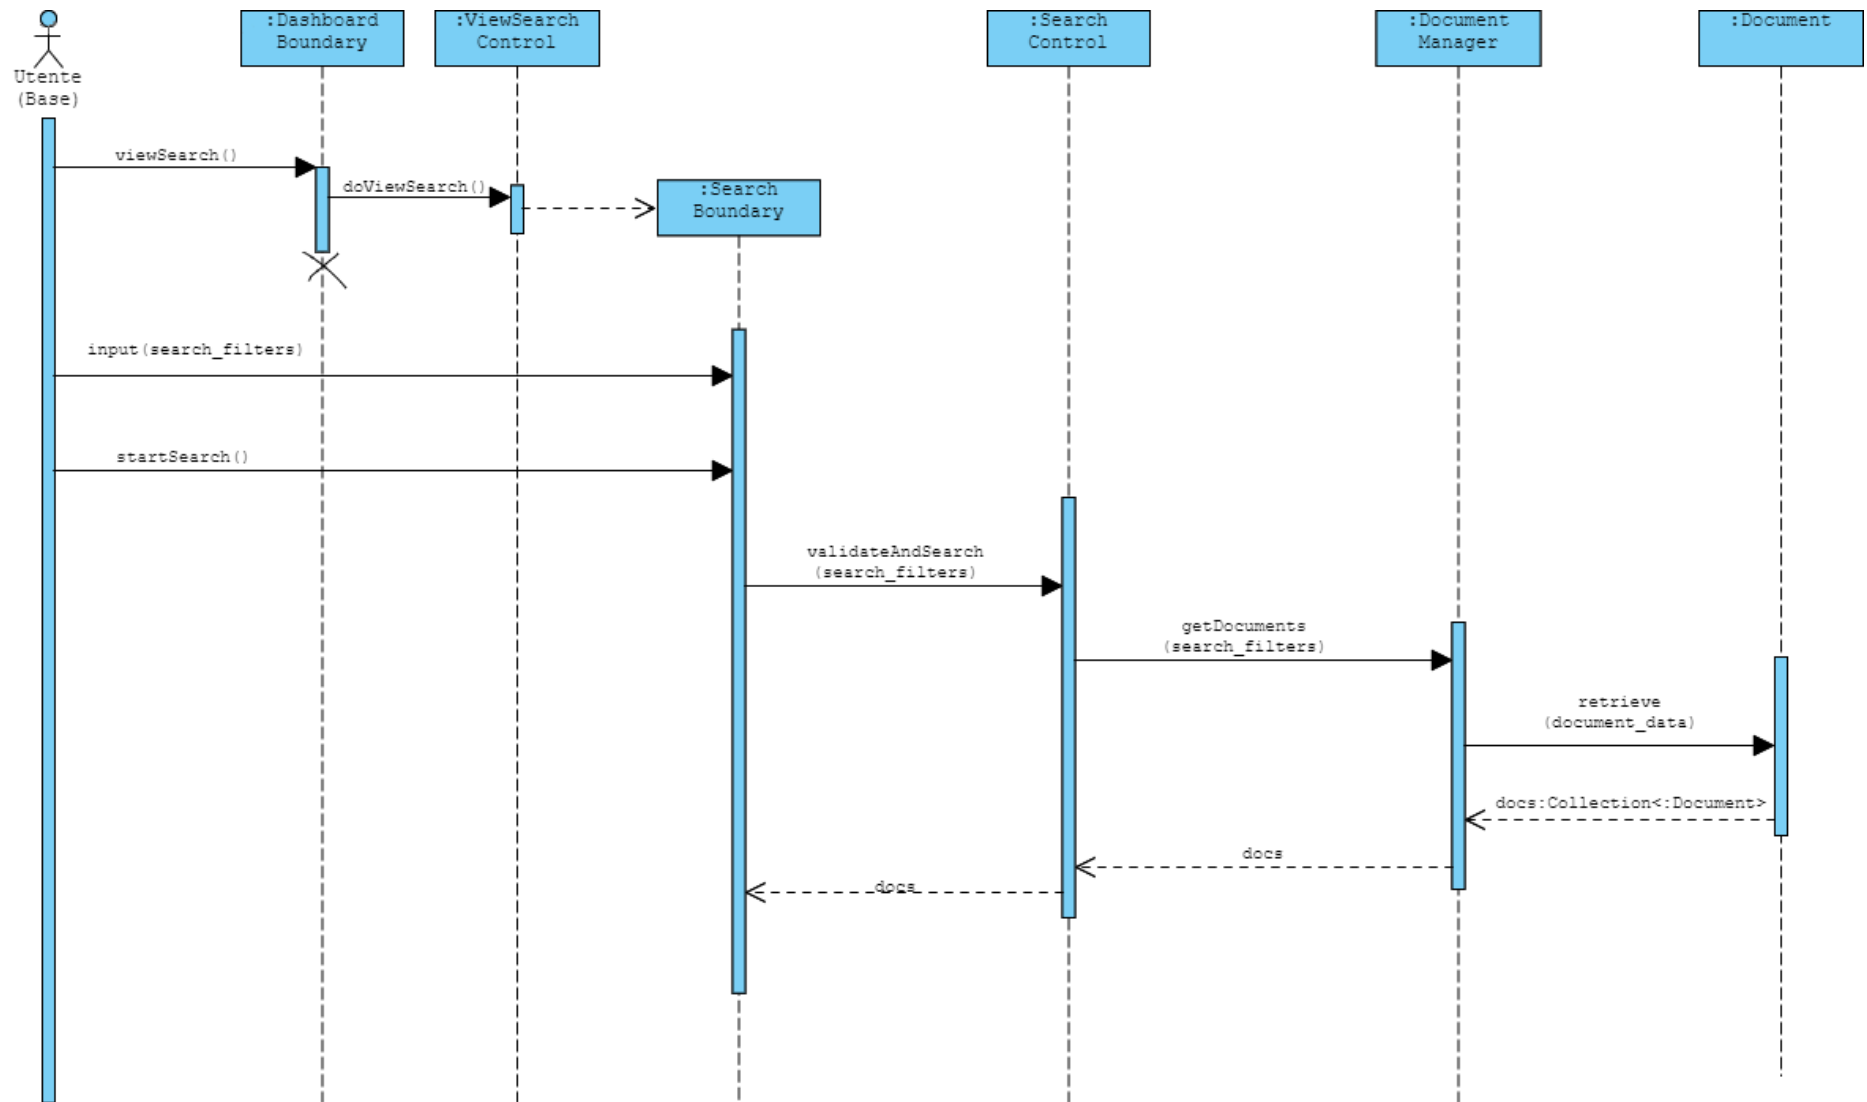 :Dashboard
Boundary
:ViewSearch
Control
:Search
Control
:Document
Manager
:Document
Utente
(Base)
viewSearch()
doViewSearch()
:Search
Boundary
input(search_filters)
startSearch()
validateAndSearch
(search_filters)
getDocuments
(search_filters)
retrieve
(document_data)
docs:Collection<:Document>
docs
docs